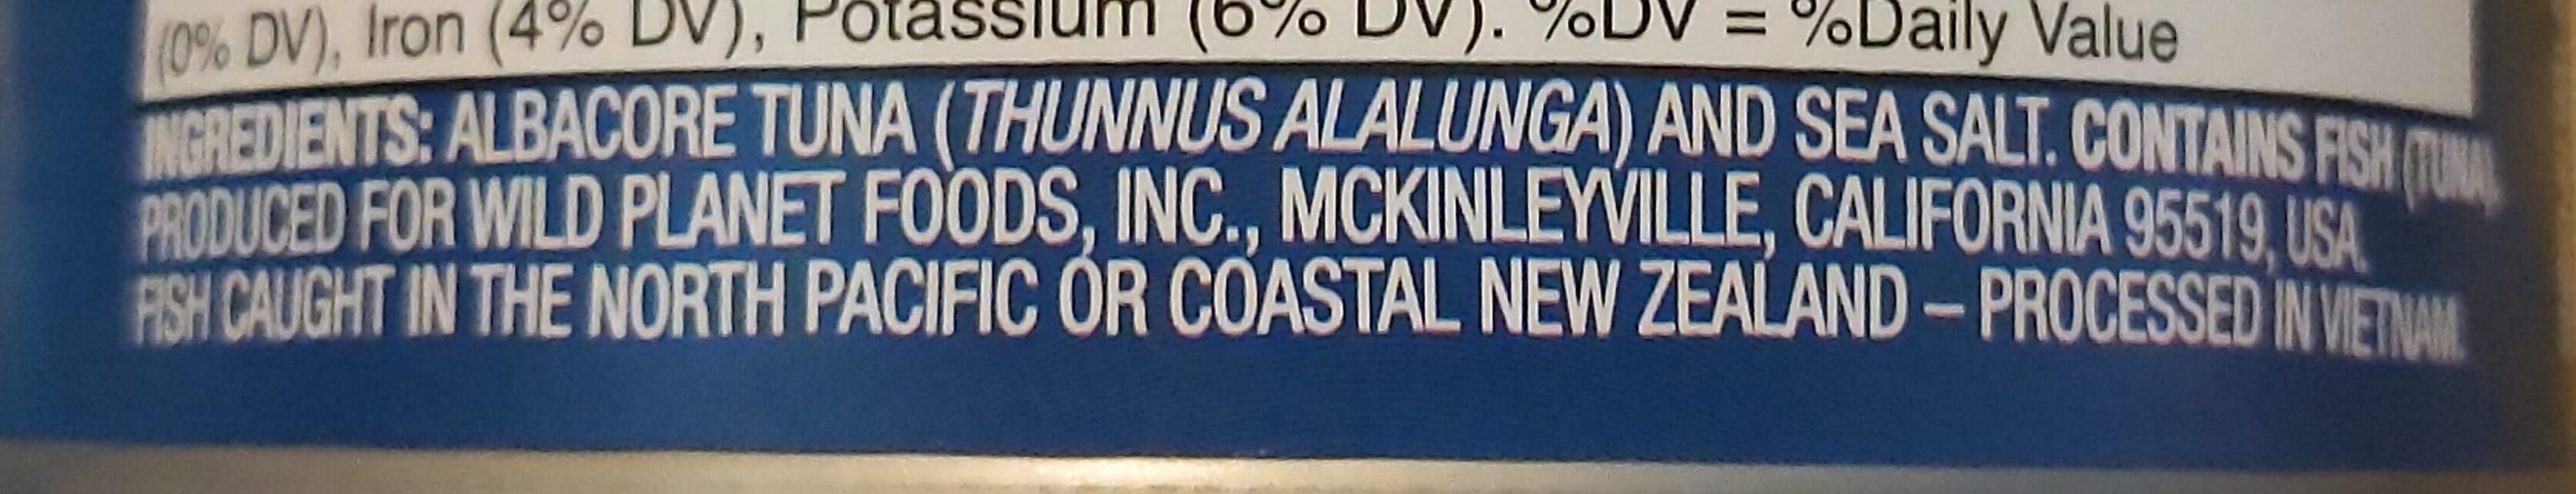 (0% DV), Iron (4% DV), Potassium (6% DV). %DV = %Daily Value
INGREDIENTS: ALBACORE TUNA (THUNNUS ALALUNGA) AND SEA SALT. CONTAINS FISH (TUNA).
PRODUCED FOR WILD PLANET FOODS, INC., MCKINLEYVILLE, CALIFORNIA 95519, USA.
FISH CAUGHT IN THE NORTH PACIFIC OR COASTAL NEW ZEALAND – PROCESSED IN VIETNAM.